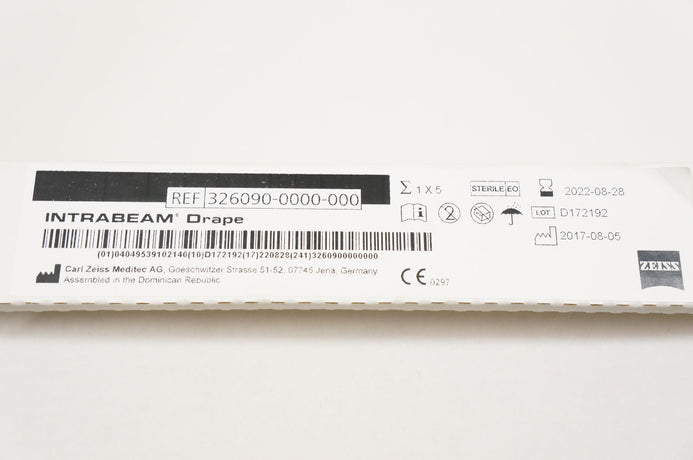 REF 326090-0000-000
INTRABEAM® Drape
(01)04049539102140(10)D172192(17)220828(241)3260900000000
Carl Zeiss Meditec AG, Goeschwitzer Strasse 51-52, 07745 Jena, Germany
Assembled in the Dominican Republic
Σ 1 X 5
STERILE EO
2022-08-28
LOT D172192
2017-08-05
CE 0297
ZEISS